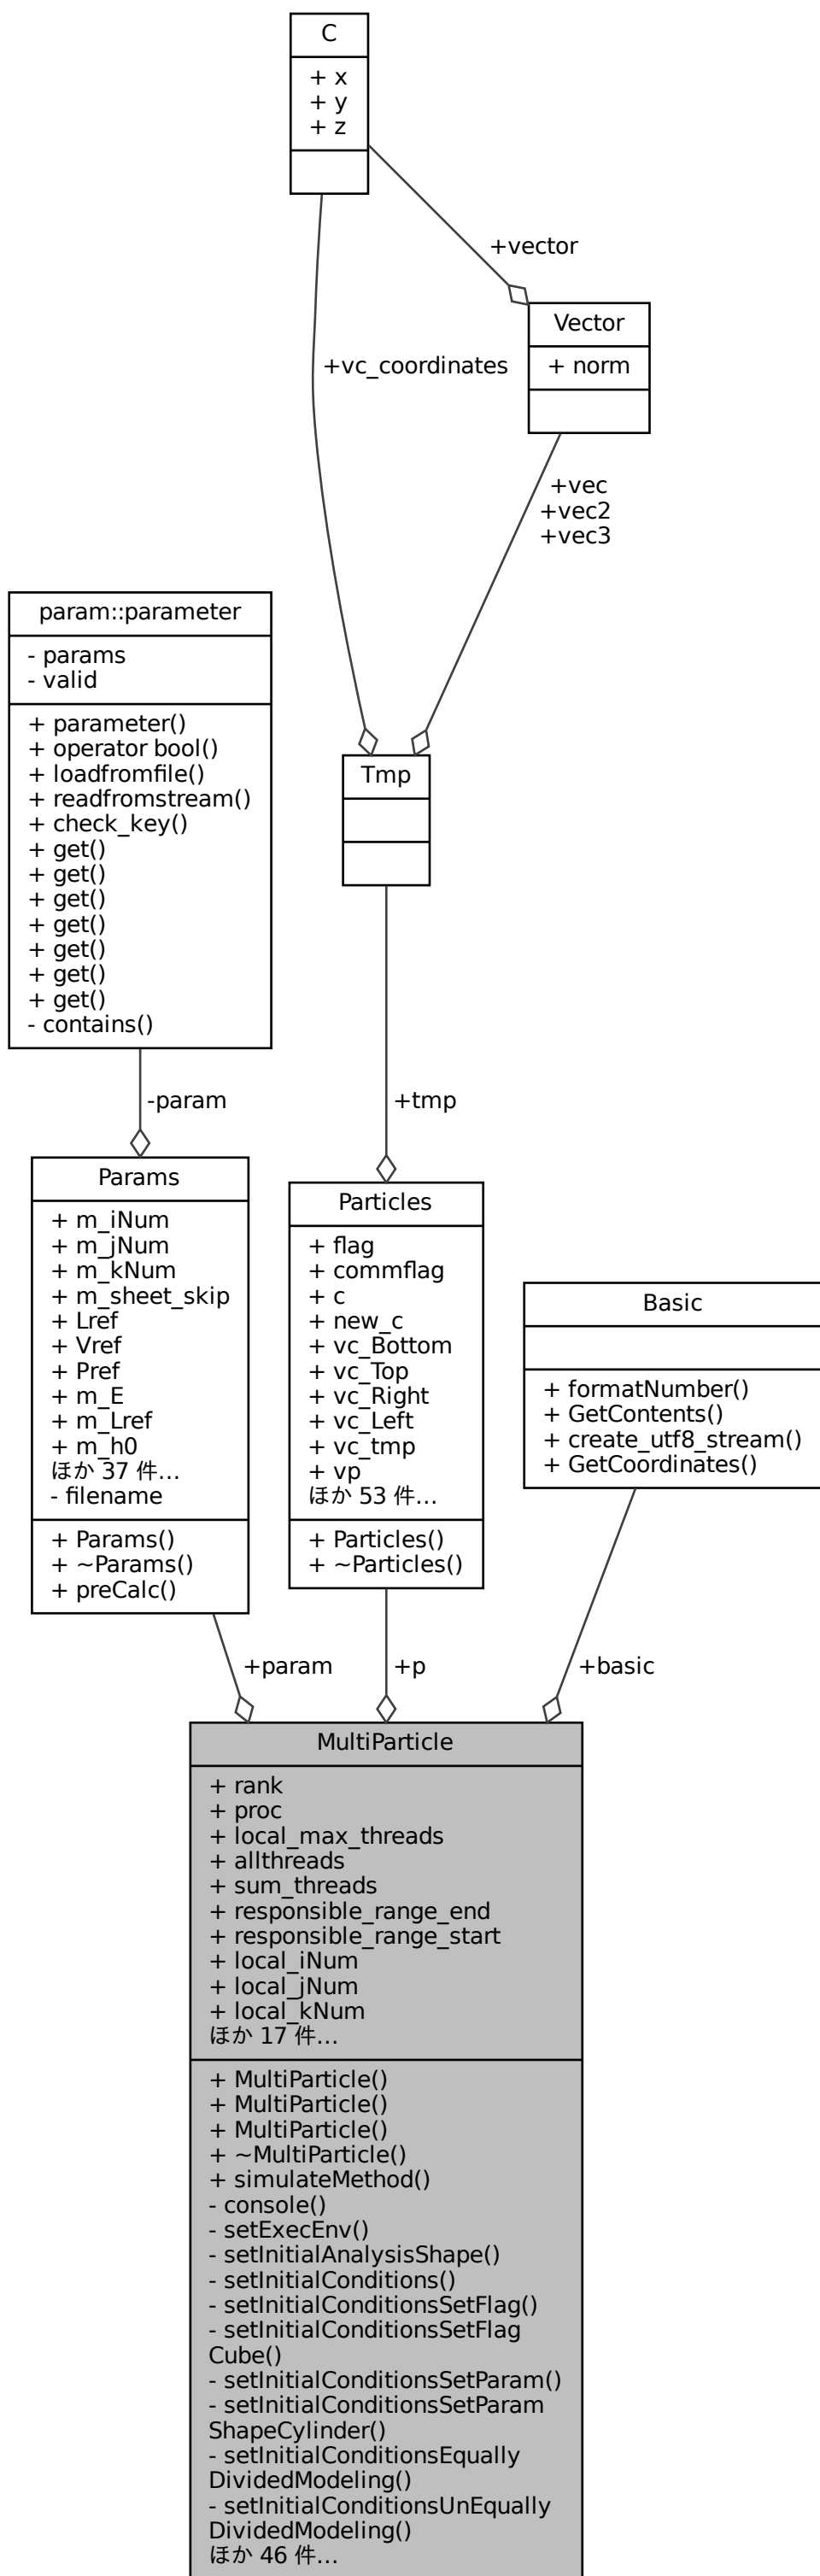 C
+ x
+ y
+ z
+vector
Vector
+ norm
+vc_coordinates
+vec
+vec2
+vec3
param::parameter
- params
- valid
+ parameter()
+ operator bool()
+ loadfromfile()
+ readfromstream()
+ check_key()
+ get()
+ get()
+ get()
+ get()
+ get()
+ get()
+ get()
- contains()
Tmp
-param
+tmp
Params
+ m_iNum
+ m_jNum
+ m_kNum
+ m_sheet_skip
+ Lref
+ Vref
+ Pref
+ m_E
+ m_Lref
+ m_h0
ほか 37 件...
- filename
+ Params()
+ ~Params()
+ preCalc()
Particles
+ flag
+ commflag
+ c
+ new_c
+ vc_Bottom
+ vc_Top
+ vc_Right
+ vc_Left
+ vc_tmp
+ vp
ほか 53 件...
+ Particles()
+ ~Particles()
Basic
+ formatNumber()
+ GetContents()
+ create_utf8_stream()
+ GetCoordinates()
+param
+p
+basic
MultiParticle
+ rank
+ proc
+ local_max_threads
+ allthreads
+ sum_threads
+ responsible_range_end
+ responsible_range_start
+ local_iNum
+ local_jNum
+ local_kNum
ほか 17 件...
+ MultiParticle()
+ MultiParticle()
+ MultiParticle()
+ ~MultiParticle()
+ simulateMethod()
- console()
- setExecEnv()
- setInitialAnalysisShape()
- setInitialConditions()
- setInitialConditionsSetFlag()
- setInitialConditionsSetFlag
Cube()
- setInitialConditionsSetParam()
- setInitialConditionsSetParam
ShapeCylinder()
- setInitialConditionsEqually
DividedModeling()
- setInitialConditionsUnEqually
DividedModeling()
ほか 46 件...